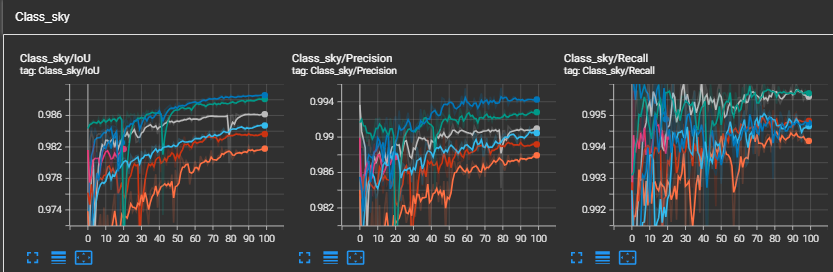 Class_sky
Class_sky/IoU
tag: Class_sky/IoU
0.986
0.982
0.978
0.974
0 10 20 30 40 50 60 70 80 90 100
Class_sky/Precision
tag: Class_sky/Precision
0.994
0.99
0.986
0.982
0 10 20 30 40 50 60 70 80 90 100
Class_sky/Recall
tag: Class_sky/Recall
0.995
0.994
0.993
0.992
0 10 20 30 40 50 60 70 80 90 100